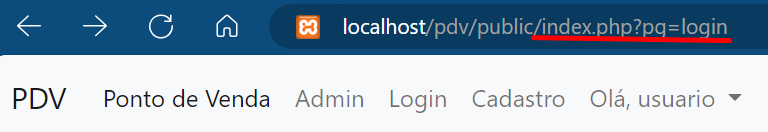 localhost/pdv/public/index.php?pg=login
PDV Ponto de Venda Admin Login Cadastro Olá, usuario